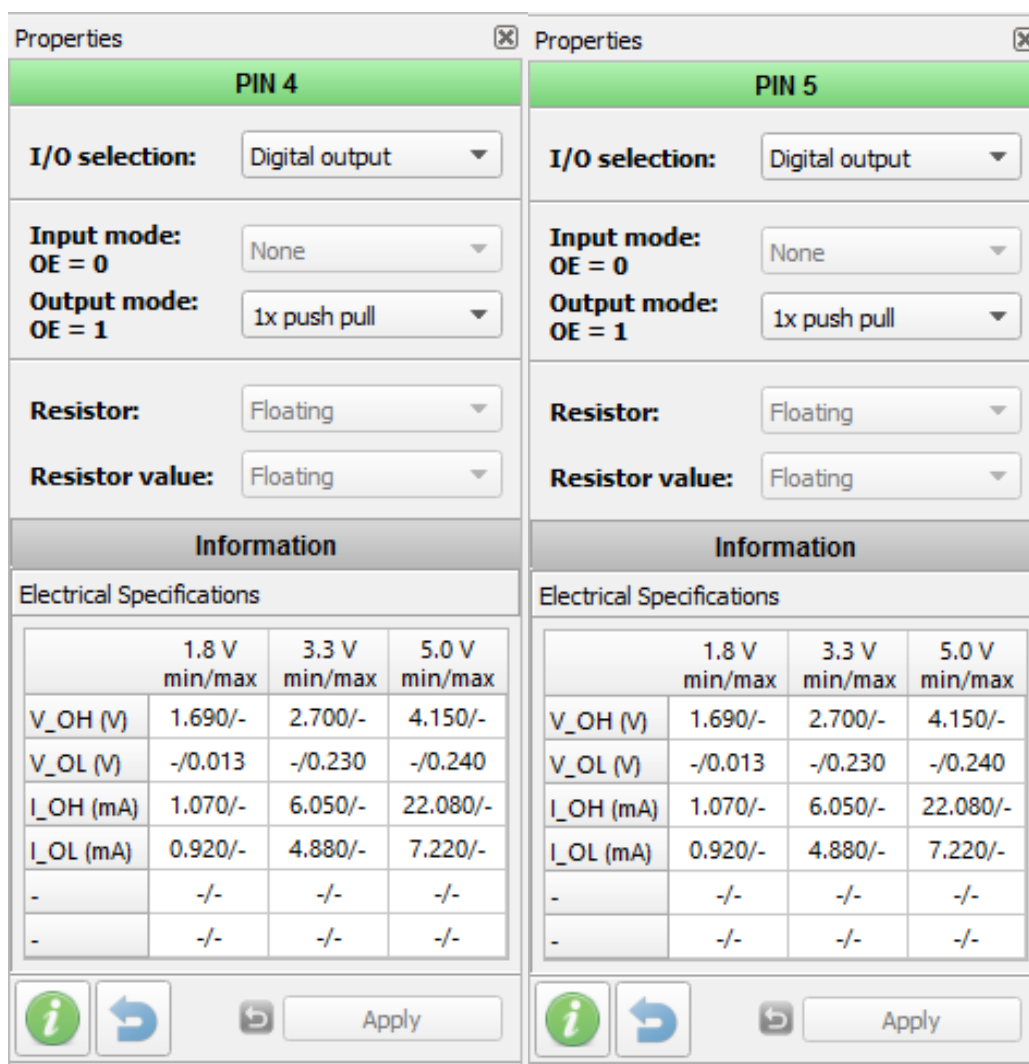 Properties
PIN 4
I/O selection: Digital output
Input mode:
OE = 0 None
Output mode:
OE = 1 1x push pull
Resistor: Floating
Resistor value: Floating
Information
Electrical Specifications
1.8 V 3.3 V 5.0 V
min/max min/max min/max
V_OH (V) 1.690/- 2.700/- 4.150/-
V_OL (V) -/0.013 -/0.230 -/0.240
I_OH (mA) 1.070/- 6.050/- 22.080/-
I_OL (mA) 0.920/- 4.880/- 7.220/-
- -/- -/- -/-
- -/- -/- -/-
Apply
Properties
PIN 5
I/O selection: Digital output
Input mode:
OE = 0 None
Output mode:
OE = 1 1x push pull
Resistor: Floating
Resistor value: Floating
Information
Electrical Specifications
1.8 V 3.3 V 5.0 V
min/max min/max min/max
V_OH (V) 1.690/- 2.700/- 4.150/-
V_OL (V) -/0.013 -/0.230 -/0.240
I_OH (mA) 1.070/- 6.050/- 22.080/-
I_OL (mA) 0.920/- 4.880/- 7.220/-
- -/- -/- -/-
- -/- -/- -/-
Apply